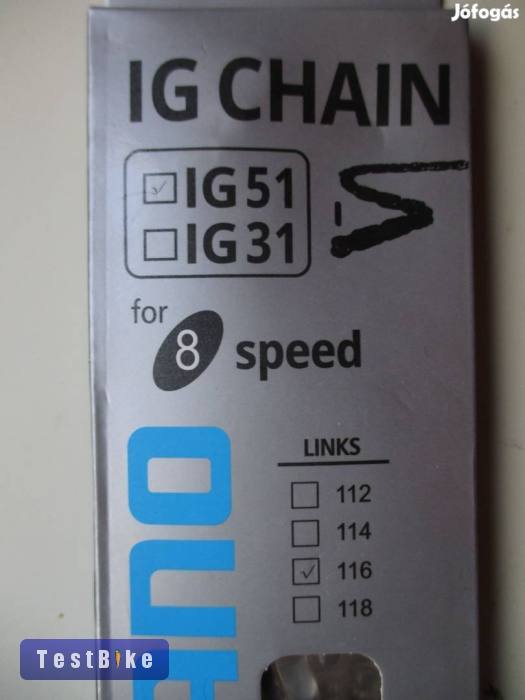 Jófogás
IG CHAIN
IG51
IG31
for
8 speed
LINKS
112
114
116
118
TestBike